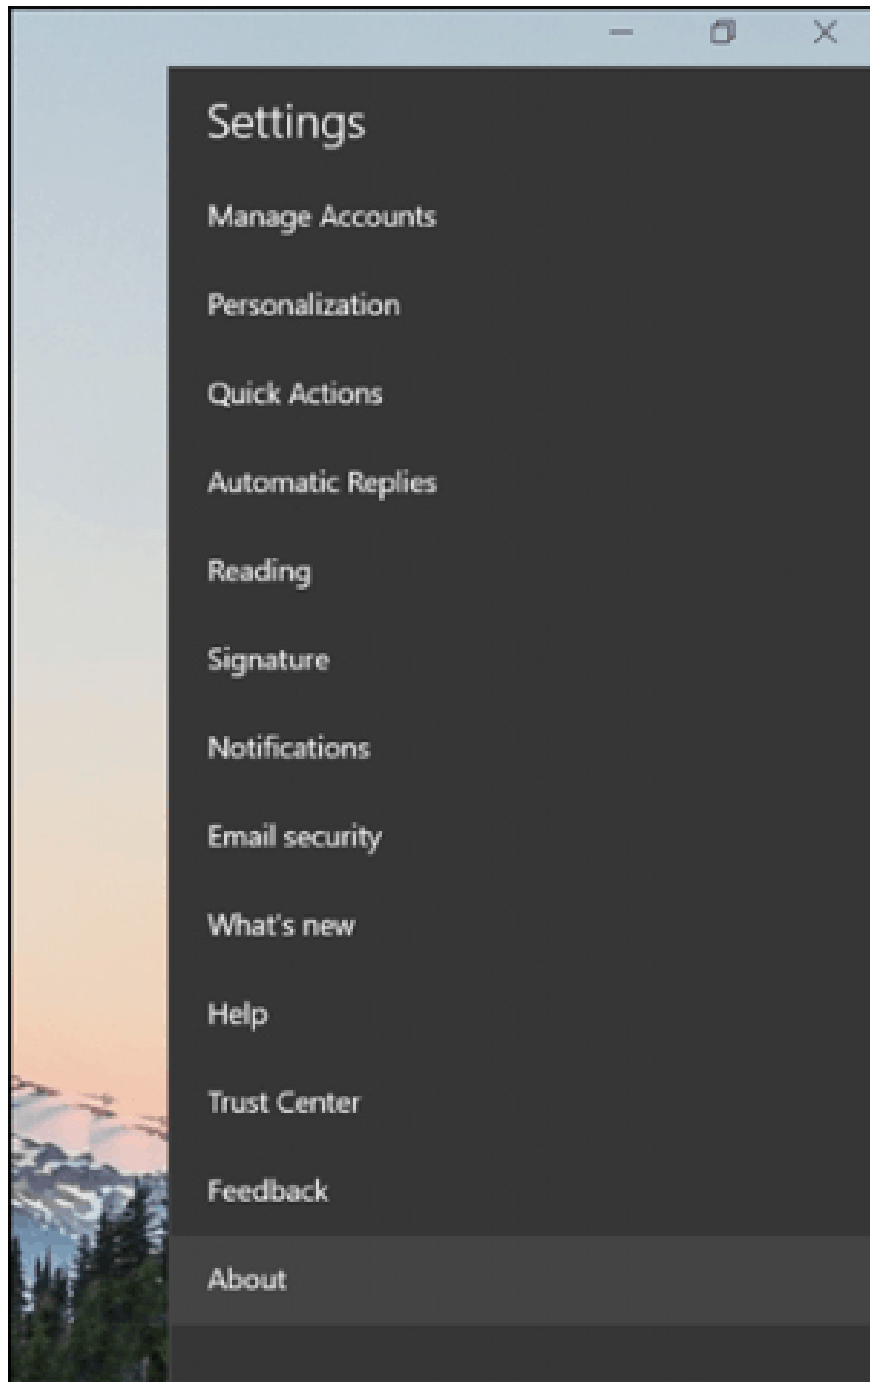 Settings
Manage Accounts
Personalization
Quick Actions
Automatic Replies
Reading
Signature
Notifications
Email security
What's new
Help
Trust Center
Feedback
About